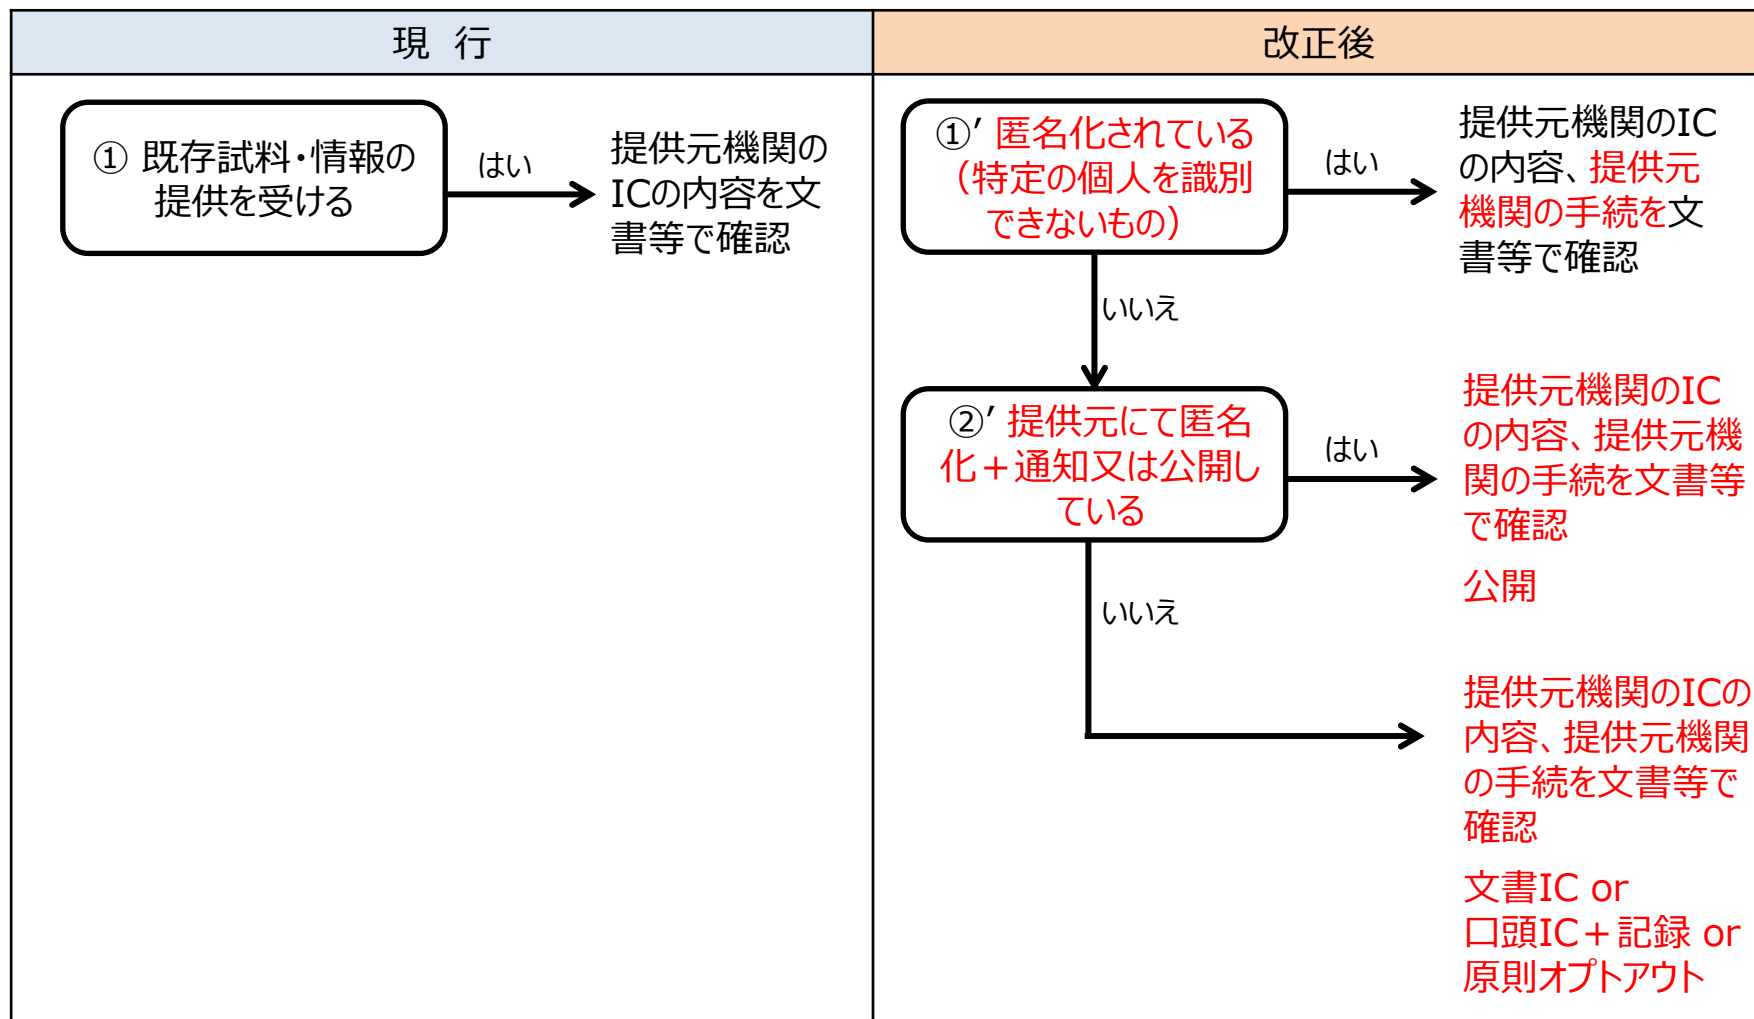 現 行
① 既存試料・情報の
提供を受ける
はい
提供元機関の
ICの内容を文
書等で確認
改正後
①’ 匿名化されている
（特定の個人を識別
できないもの）
はい
提供元機関のIC
の内容、提供元
機関の手続を文
書等で確認
いいえ
②’ 提供元にて匿名
化＋通知又は公開し
ている
はい
提供元機関のIC
の内容、提供元機
関の手続を文書等
で確認
公開
いいえ
提供元機関のICの
内容、提供元機関
の手続を文書等で
確認
文書IC or
口頭IC＋記録 or
原則オプトアウト